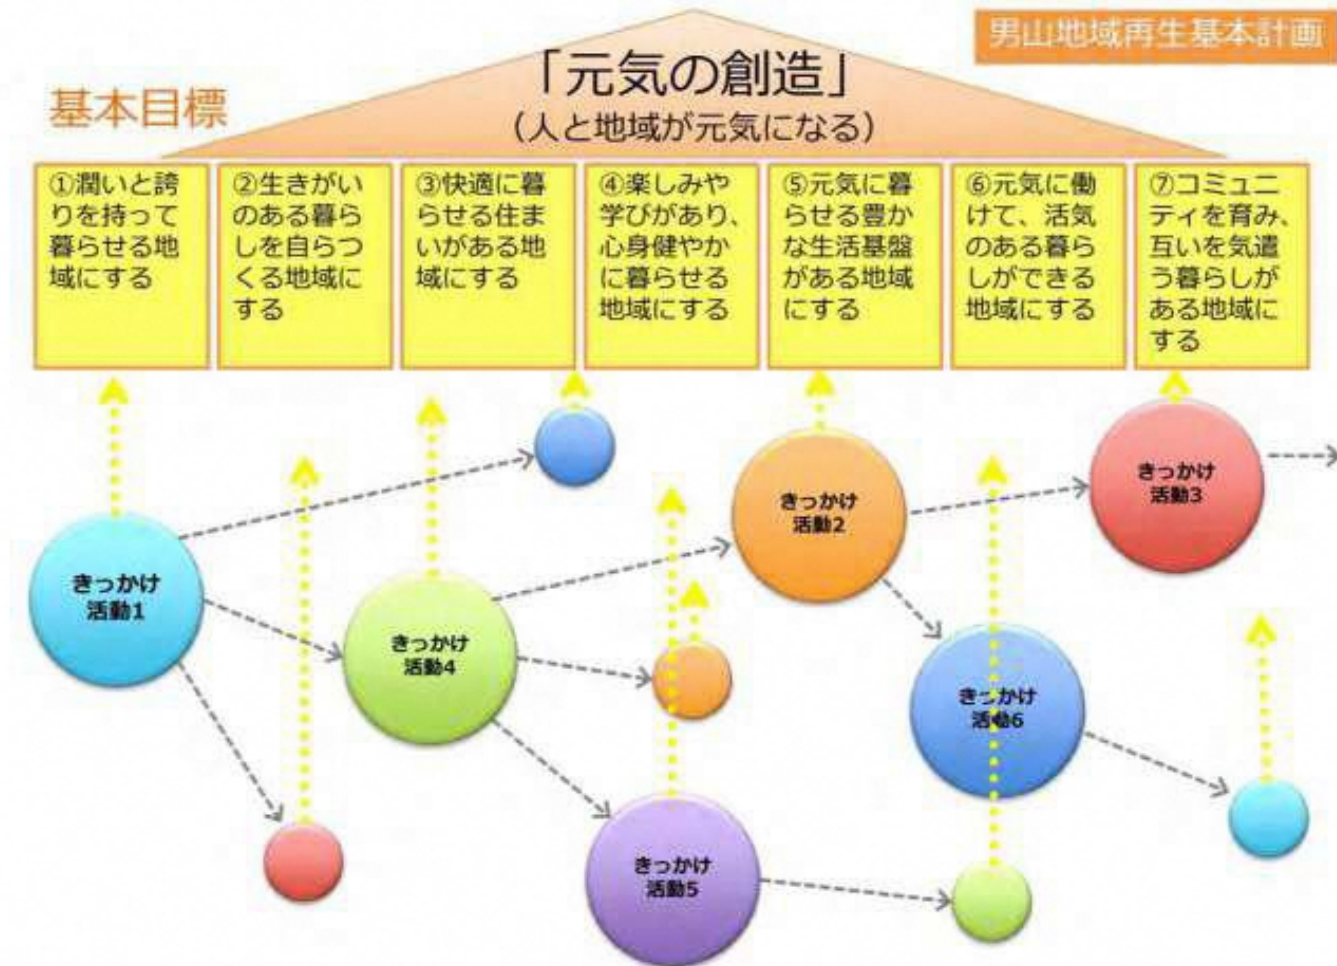 男山地域再生基本計画
「元気の創造」
（人と地域が元気になる）
基本目標
①潤いと誇
りを持って
暮らせる地
域にする
②生きがい
のある暮ら
しを自らつ
くる地域に
する
③快適に暮
らせる住ま
いがある地
域にする
④楽しみや
学びがあり、
心身健やか
に暮らせる
地域にする
⑤元気に暮
らせる豊か
な生活基盤
がある地域
にする
⑥元気に働
けて、活気
のある暮ら
しができる
地域にする
⑦コミュニ
ティを育み、
互いを気遣
う暮らしが
ある地域に
する
きっかけ
活動1
きっかけ
活動4
きっかけ
活動5
きっかけ
活動2
きっかけ
活動6
きっかけ
活動3